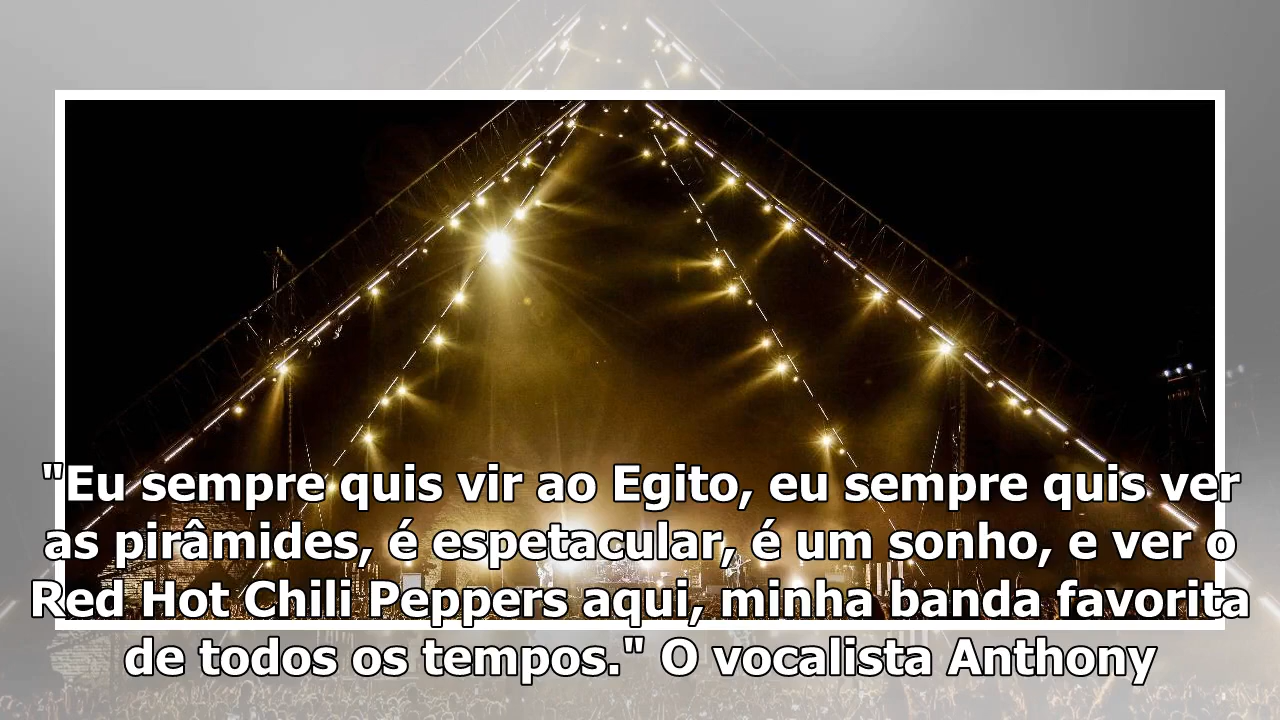 "Eu sempre quis vir ao Egito, eu sempre quis ver
as pirâmides, é espetacular, é um sonho, e ver o
Red Hot Chili Peppers aqui, minha banda favorita
de todos os tempos." O vocalista Anthony